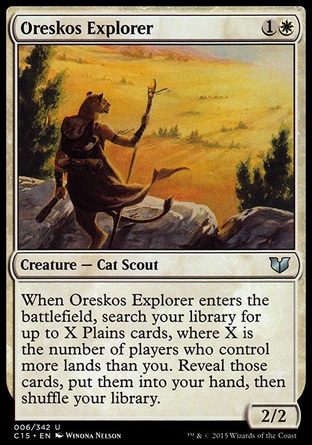 Oreskos Explorer 1
Creature — Cat Scout
When Oreskos Explorer enters the
battlefield, search your library for
up to X Plains cards, where X is
the number of players who control
more lands than you. Reveal those
cards, put them into your hand, then
shuffle your library.
2/2
006/342 U
C15 • EN Winona Nelson
™ & © 2015 Wizards of the Coast